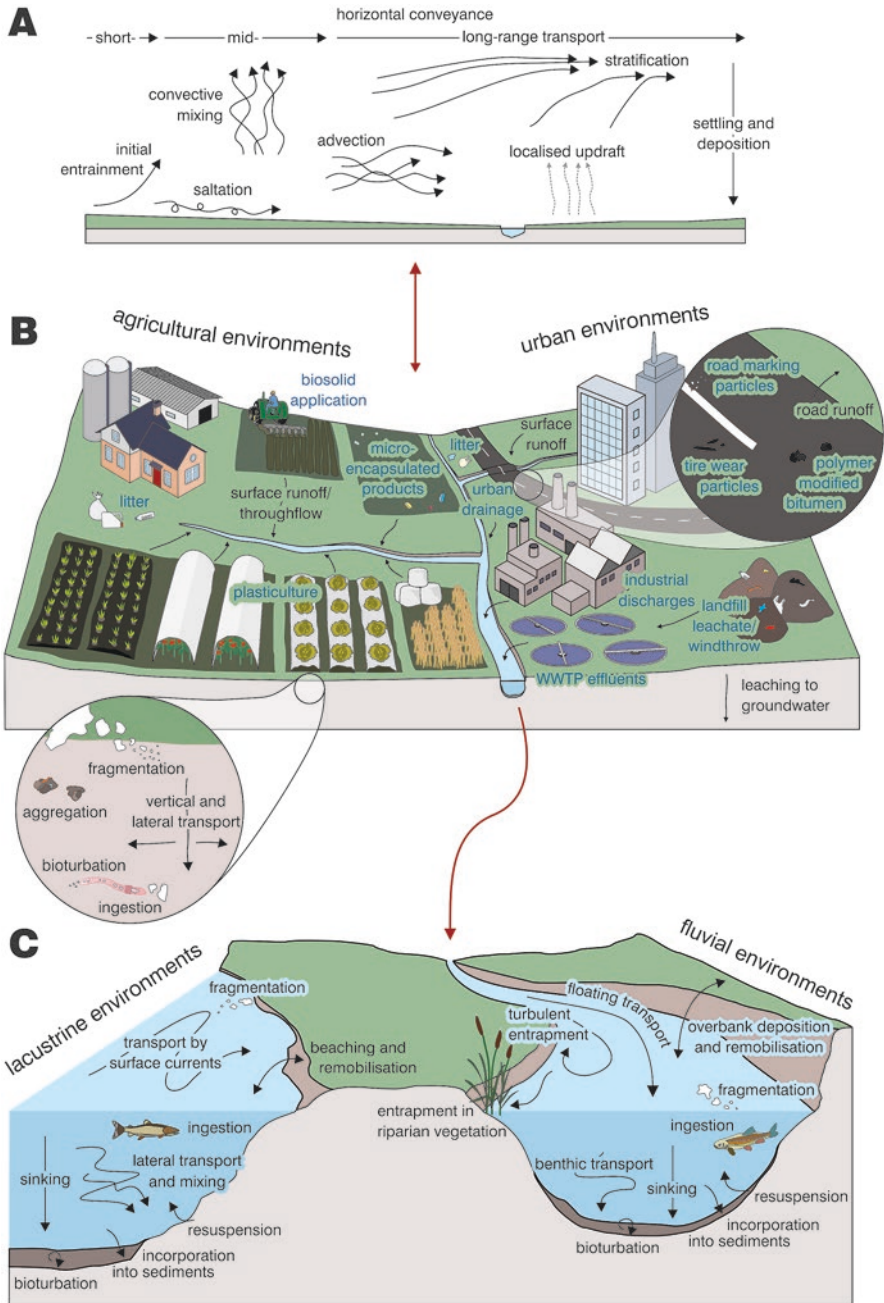 A
horizontal conveyance
short-
mid-
long-range transport
convective
mixing
stratification
initial
entrainment
advection
settling and
deposition
localised updraft
saltation
B
agricultural environments
urban environments
biosolid
application
road marking
particles
litter
surface
runoff
road runoff
micro-
encapsulated
products
tire wear
particles
polymer
modified
bitumen
litter
surface runoff/
throughflow
urban
drainage
plasticulture
industrial
discharges
landfill
leachate/
windthrow
WWTP effluents
leaching to
groundwater
fragmentation
aggregation
vertical and
lateral transport
bioturbation
ingestion
C
lacustrine environments
fluvial environments
fragmentation
transport by
surface currents
beaching and
remobilisation
turbulent
entrapment
floating transport
overbank deposition
and remobilisation
fragmentation
entrapment in
riparian vegetation
ingestion
ingestion
sinking
lateral transport
and mixing
benthic transport
sinking
resuspension
resuspension
incorporation
into sediments
bioturbation
incorporation
into sediments
bioturbation